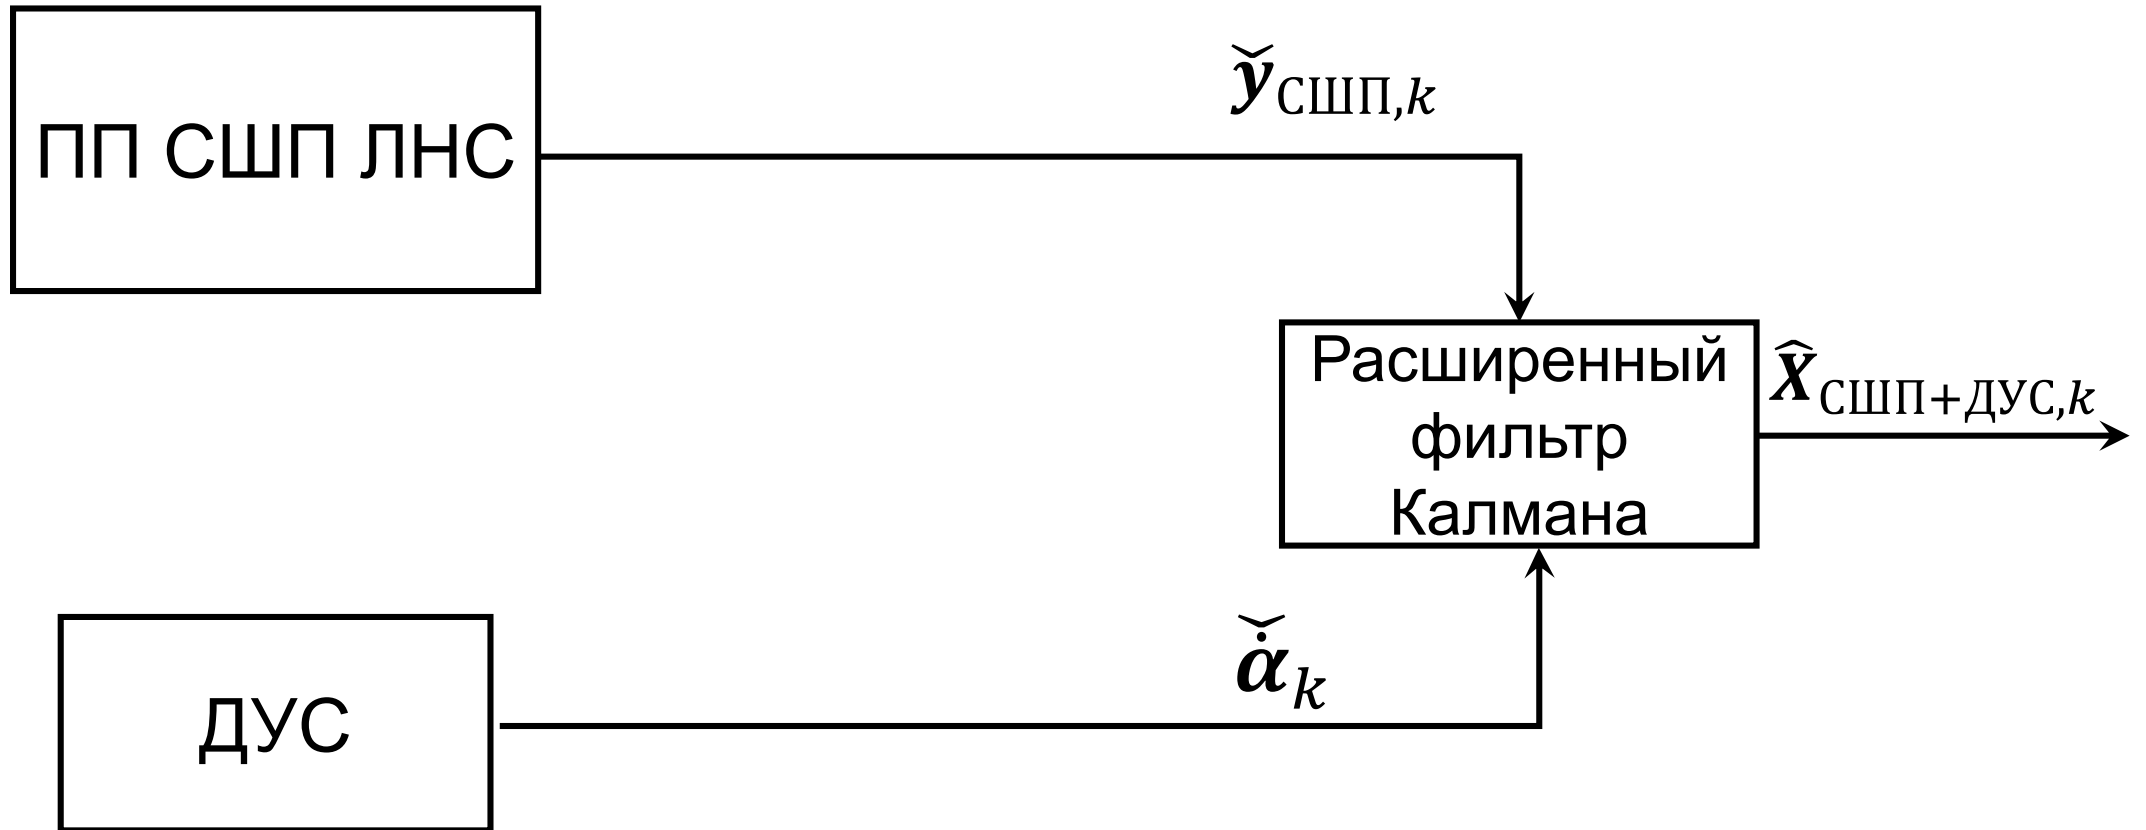 ПП СШП ЛНС
y̌СШП,k
Расширенный
фильтр
Калмана
X̂СШП+ДУС,k
ДУС
α̇̌k